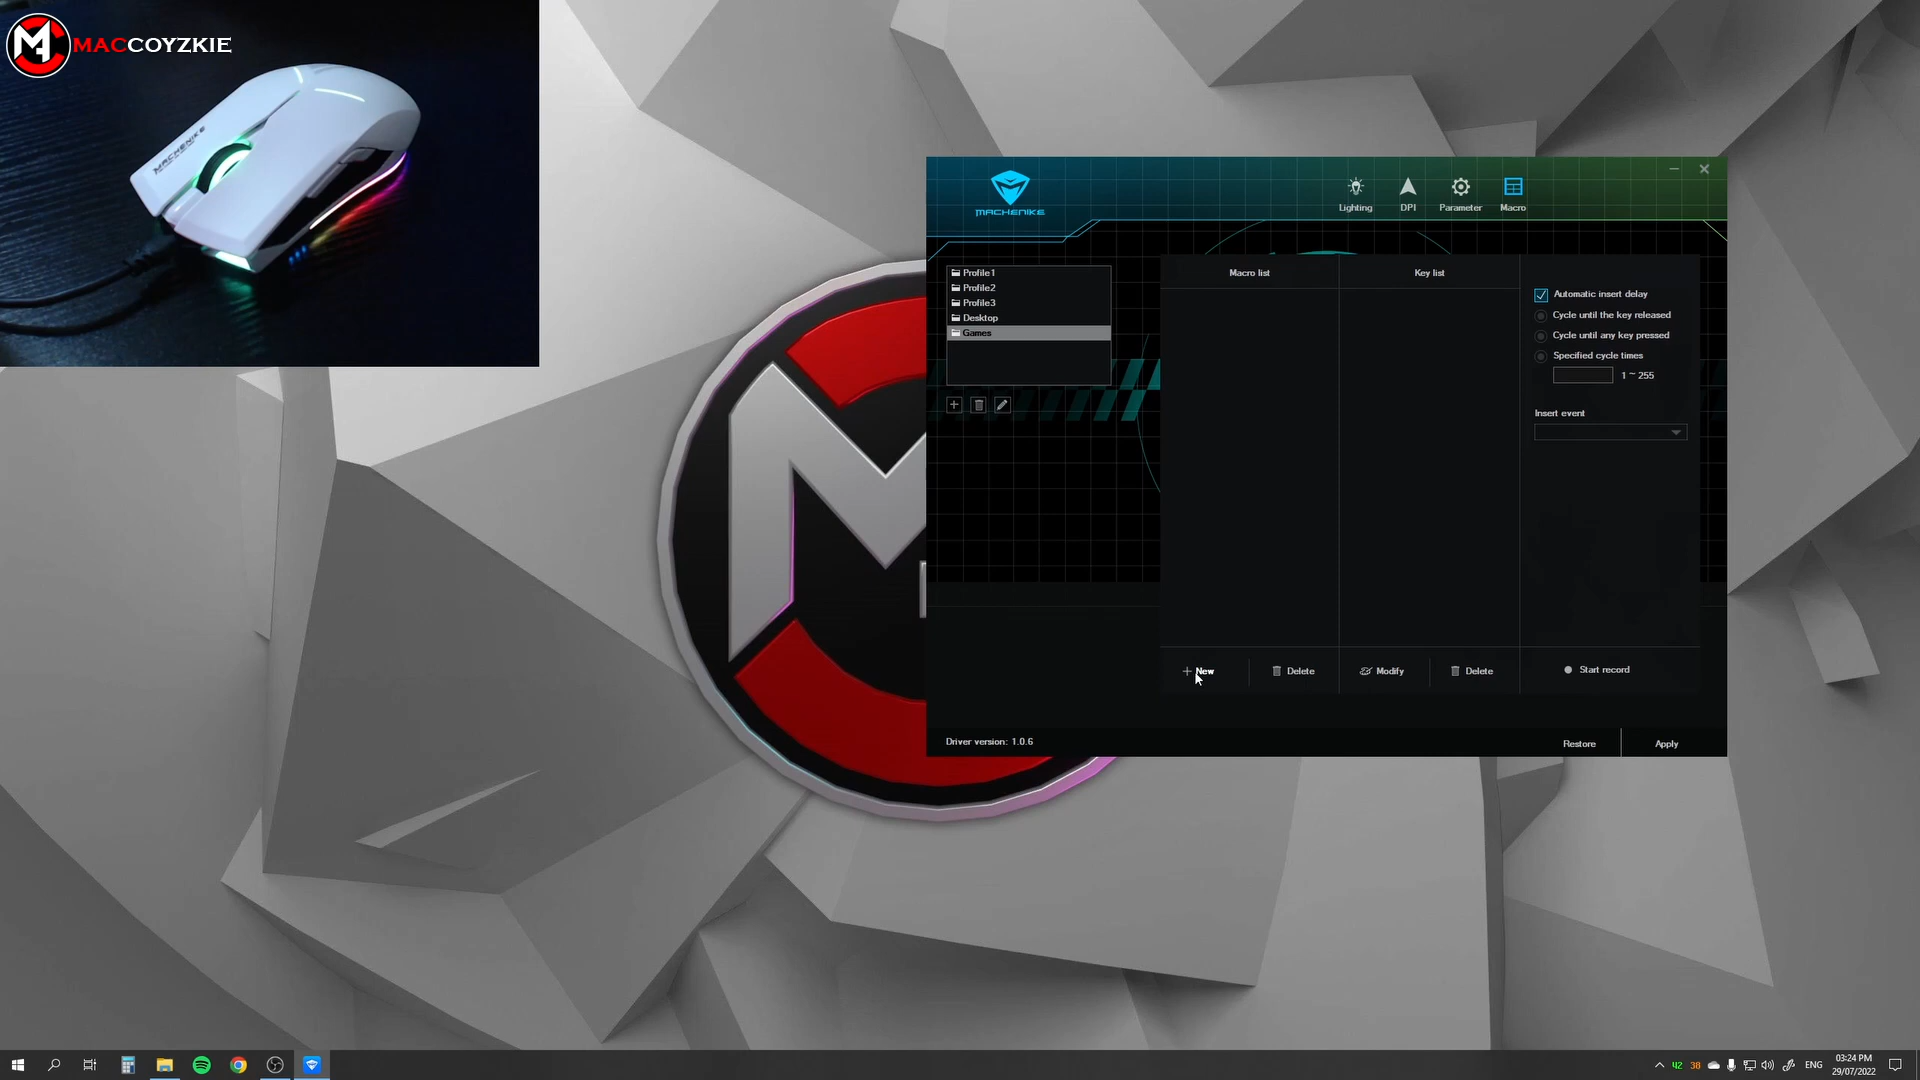 MACCOYZKIE
MACHENIKE
MACHENIKE
Lighting
DPI
Parameter
Macro
Profile1
Profile2
Profile3
Desktop
Games
Macro list
Key list
Automatic insert delay
Cycle until the key released
Cycle until any key pressed
Specified cycle times
1 ~ 255
Insert event
New
Delete
Modify
Delete
Start record
Driver version: 1.0.6
Restore
Apply
42
38
ENG
03:24 PM
29/07/2022